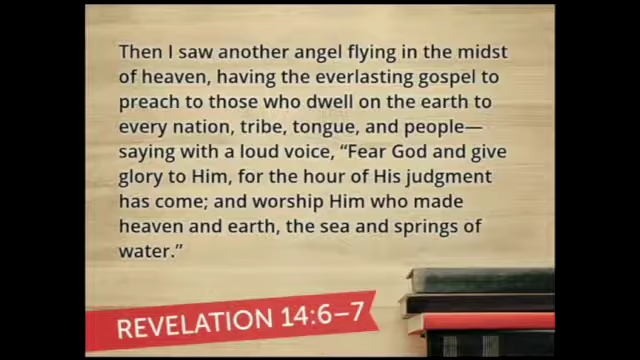 Then I saw another angel flying in the midst
of heaven, having the everlasting gospel to
preach to those who dwell on the earth to
every nation, tribe, tongue, and people—
saying with a loud voice, “Fear God and give
glory to Him, for the hour of His judgment
has come; and worship Him who made
heaven and earth, the sea and springs of
water.”
REVELATION 14:6–7